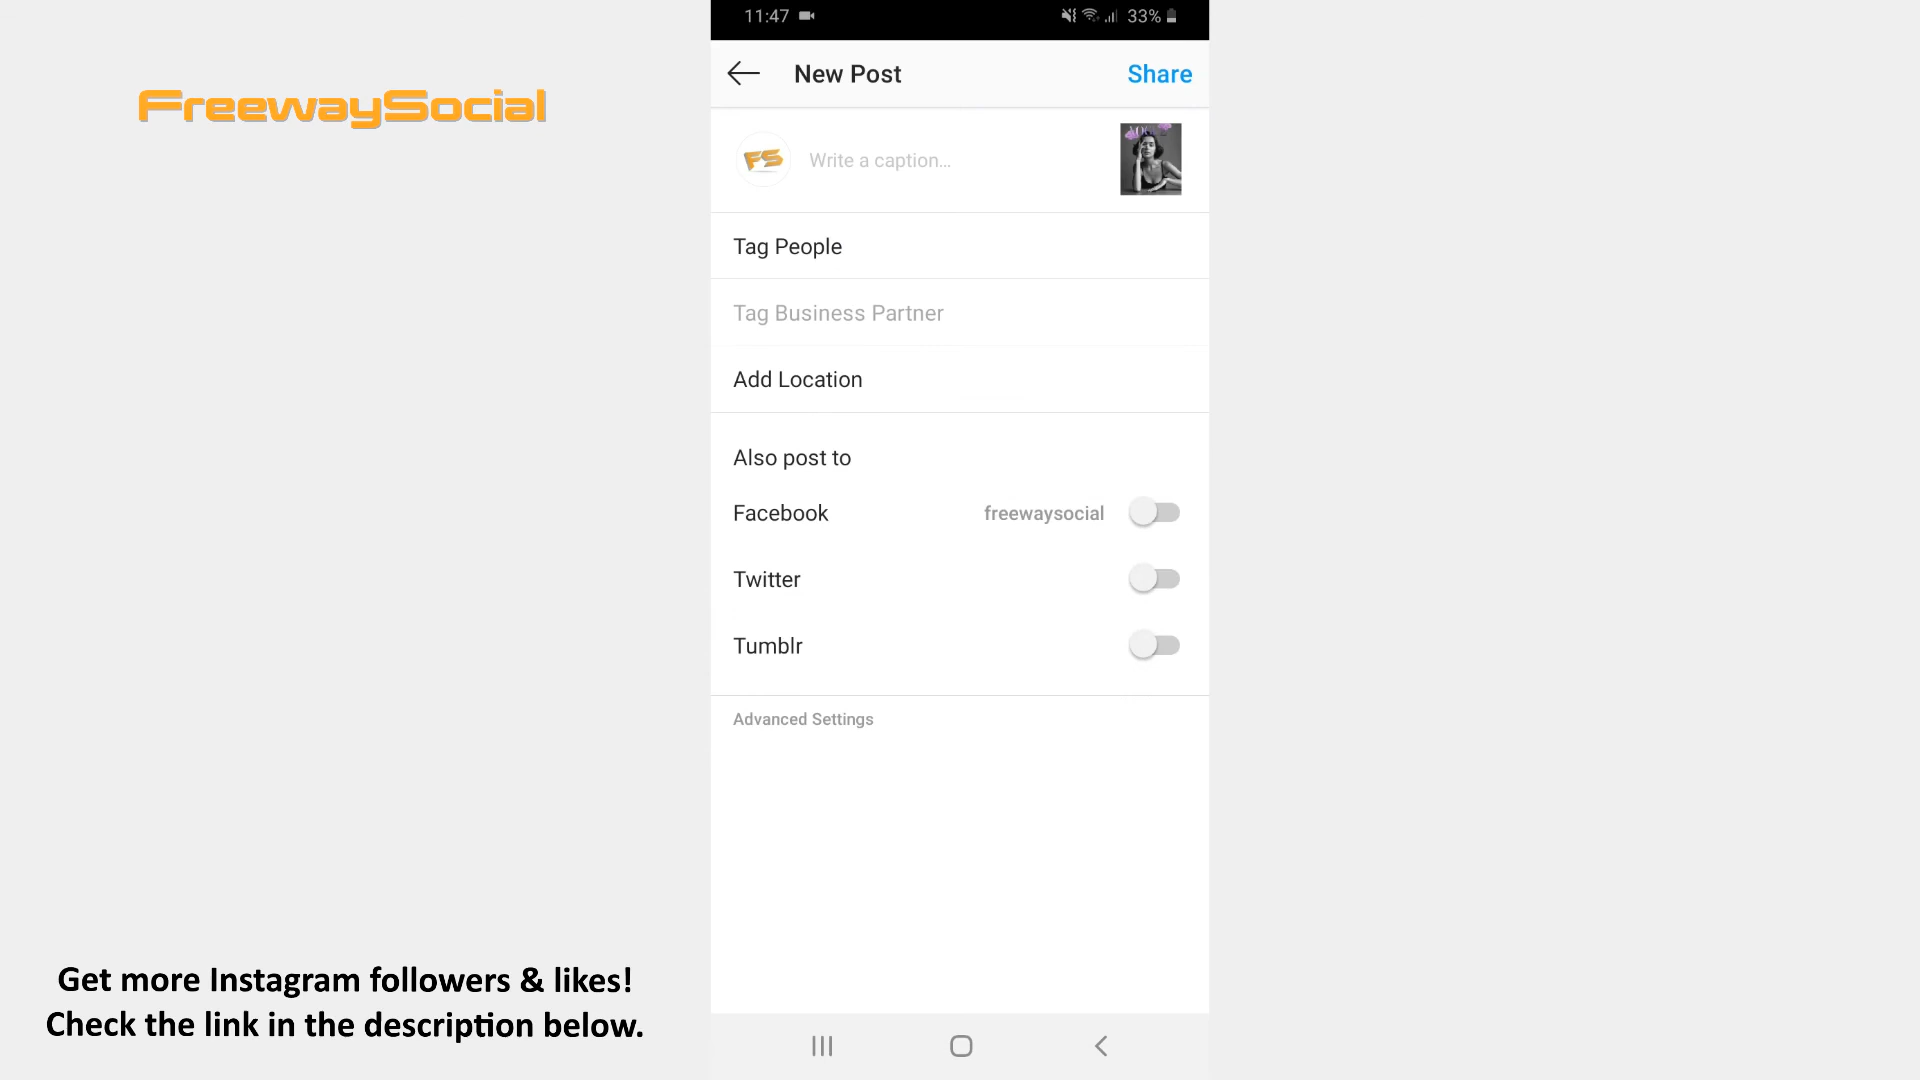 FreewaySocial
11:47
33%
New Post
Share
FS
Write a caption...
Tag People
Tag Business Partner
Add Location
Also post to
Facebook
freewaysocial
Twitter
Tumblr
Advanced Settings
Get more Instagram followers & likes!
Check the link in the description below.